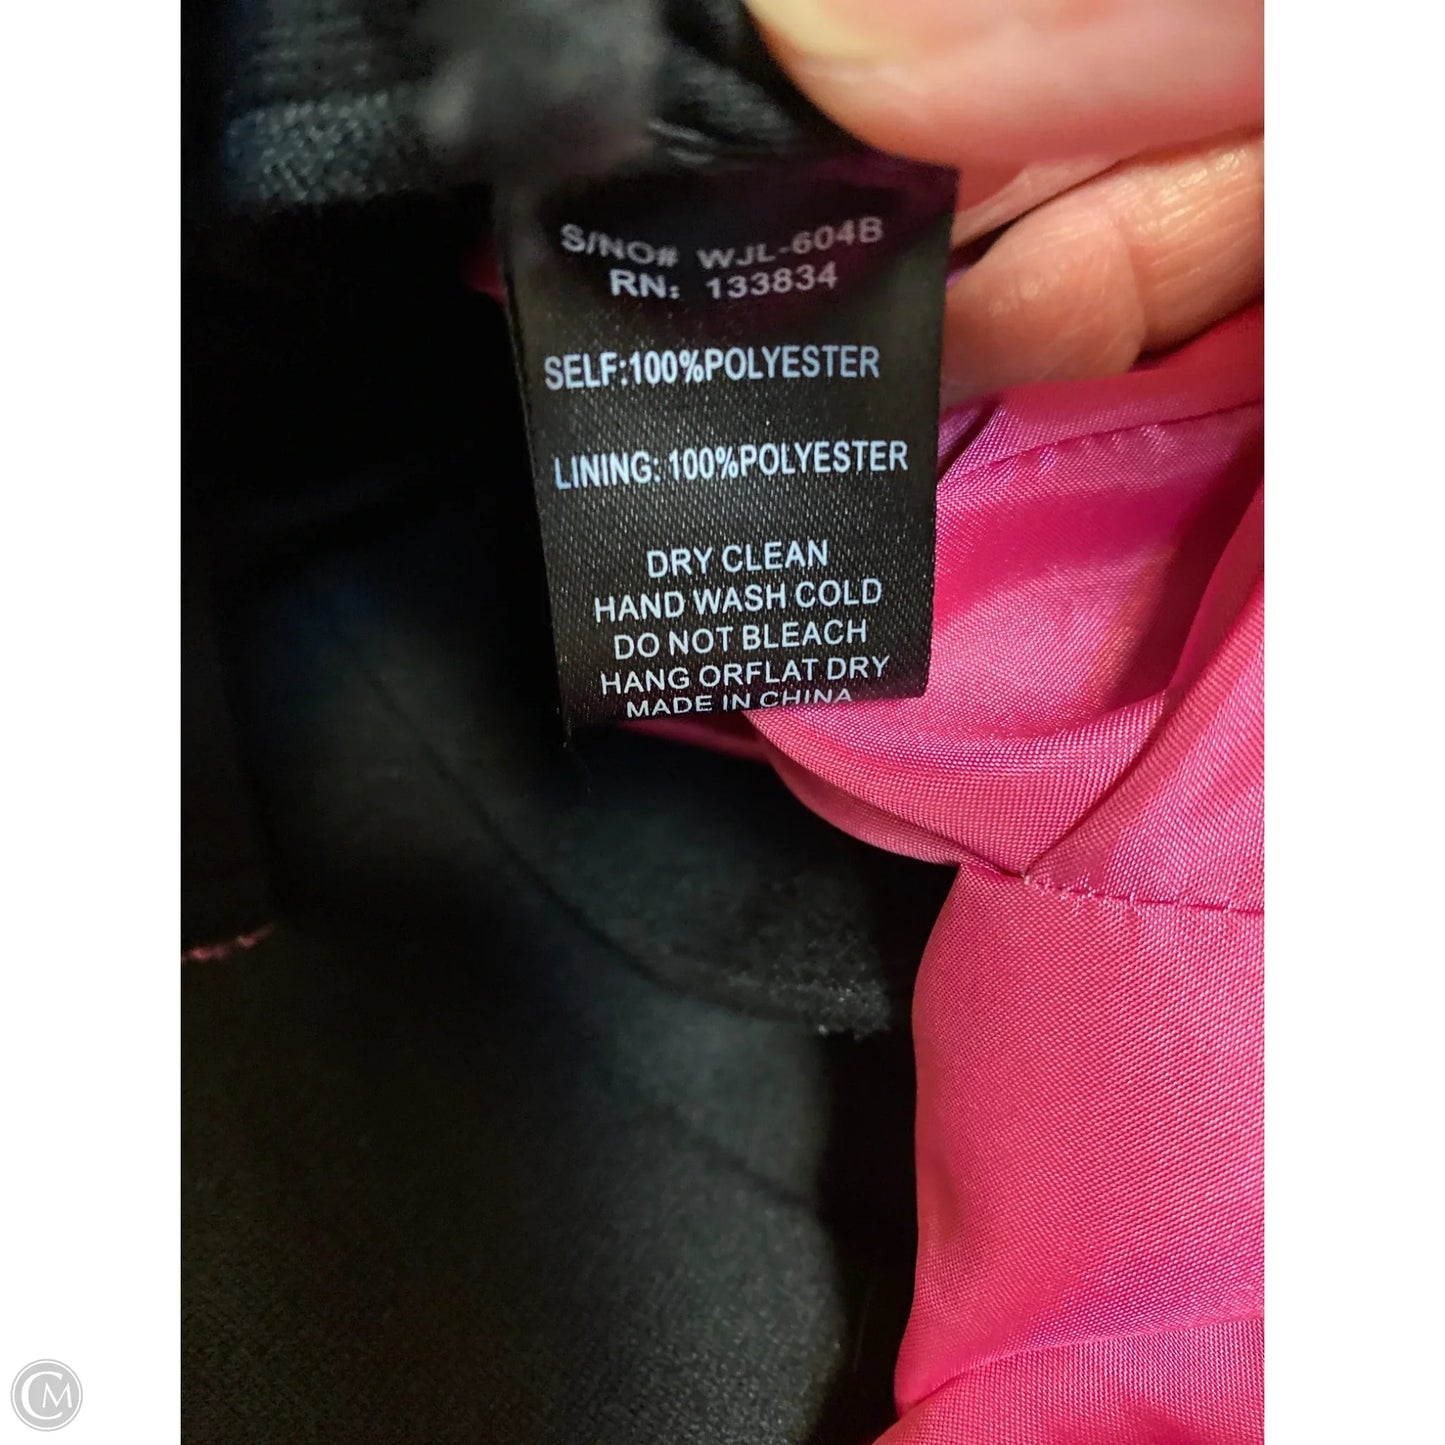 S/NO# WJL-604B
RN: 133834
SELF:100%POLYESTER
LINING: 100%POLYESTER
DRY CLEAN
HAND WASH COLD
DO NOT BLEACH
HANG ORFLAT DRY
MADE IN CHINA
CM